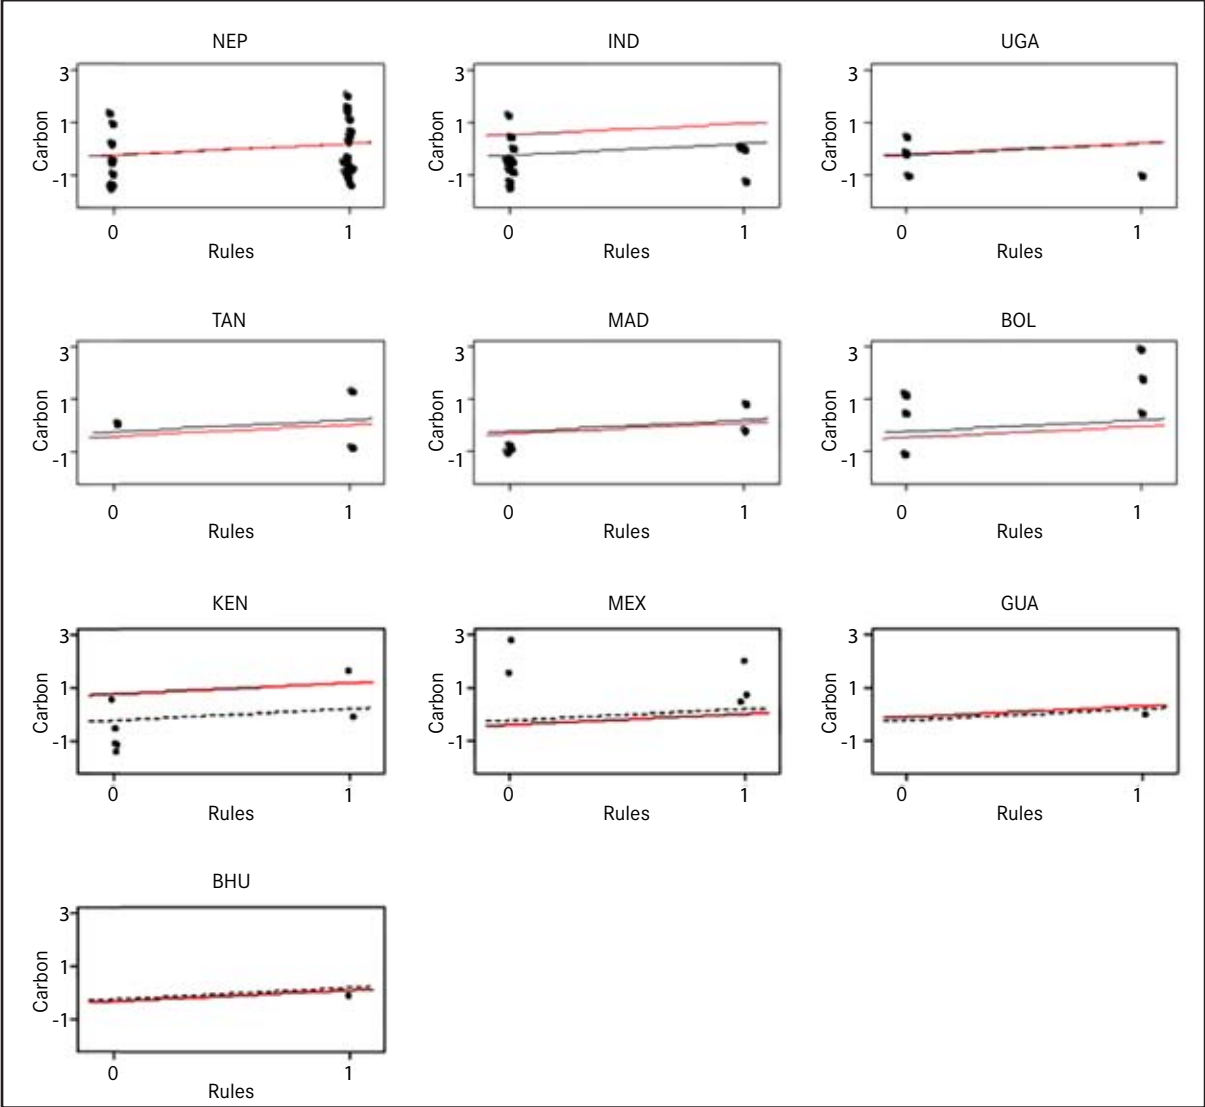 NEP
3
1
-1
Carbon
0 1
Rules
IND
3
1
-1
Carbon
0 1
Rules
UGA
3
1
-1
Carbon
0 1
Rules
TAN
3
1
-1
Carbon
0 1
Rules
MAD
3
1
-1
Carbon
0 1
Rules
BOL
3
1
-1
Carbon
0 1
Rules
KEN
3
1
-1
Carbon
0 1
Rules
MEX
3
1
-1
Carbon
0 1
Rules
GUA
3
1
-1
Carbon
0 1
Rules
BHU
3
1
-1
Carbon
0 1
Rules